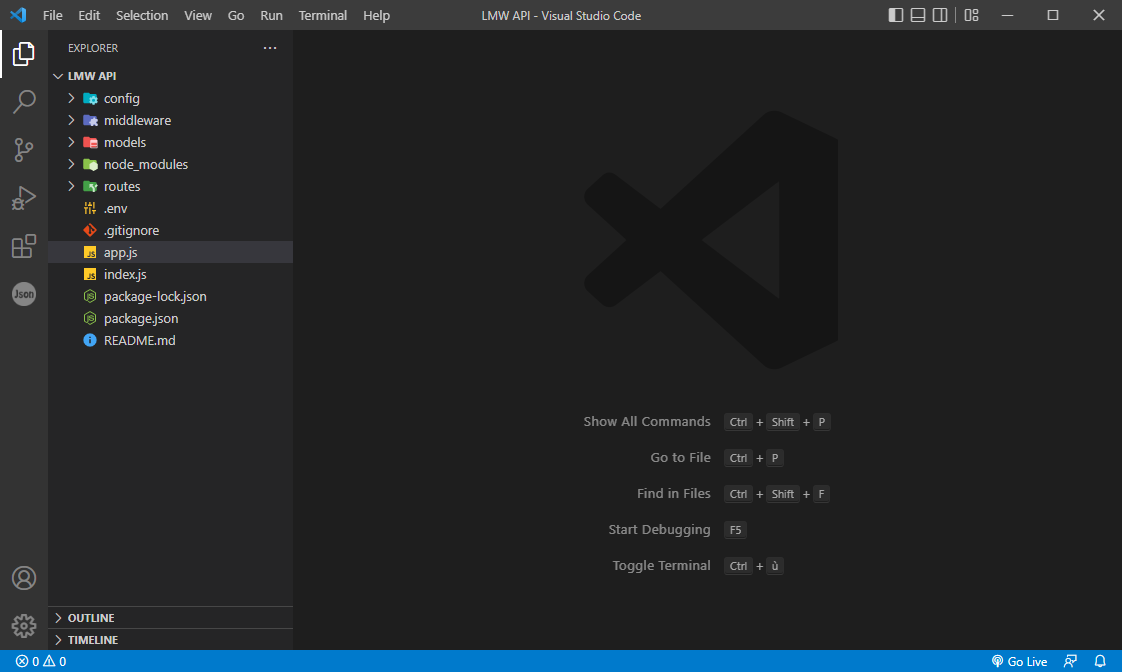 File Edit Selection View Go Run Terminal Help LMW API - Visual Studio Code
EXPLORER
LMW API
config
middleware
models
node_modules
routes
.env
.gitignore
JS app.js
JS index.js
package-lock.json
package.json
README.md
Json
Show All Commands Ctrl + Shift + P
Go to File Ctrl + P
Find in Files Ctrl + Shift + F
Start Debugging F5
Toggle Terminal Ctrl + ù
OUTLINE
TIMELINE
0 0 Go Live